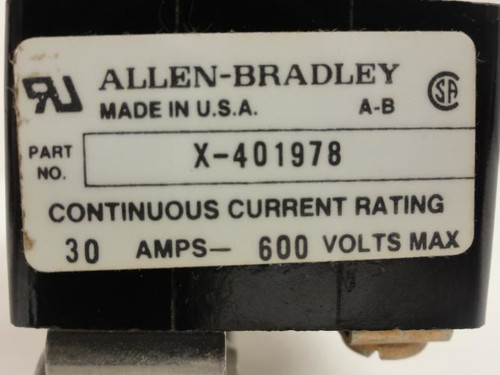 ALLEN-BRADLEY
MADE IN U.S.A. A-B
PART NO. X-401978
CONTINUOUS CURRENT RATING
30 AMPS— 600 VOLTS MAX